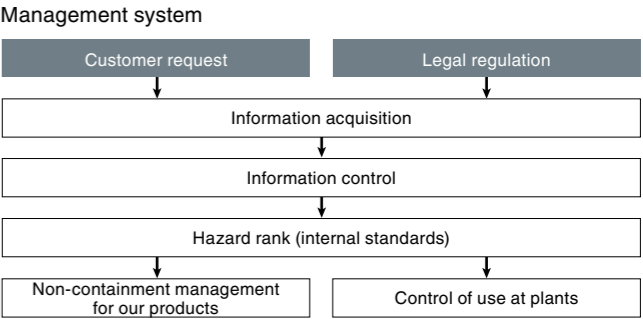 Management system
Customer request
Legal regulation
Information acquisition
Information control
Hazard rank (internal standards)
Non-containment management
for our products
Control of use at plants